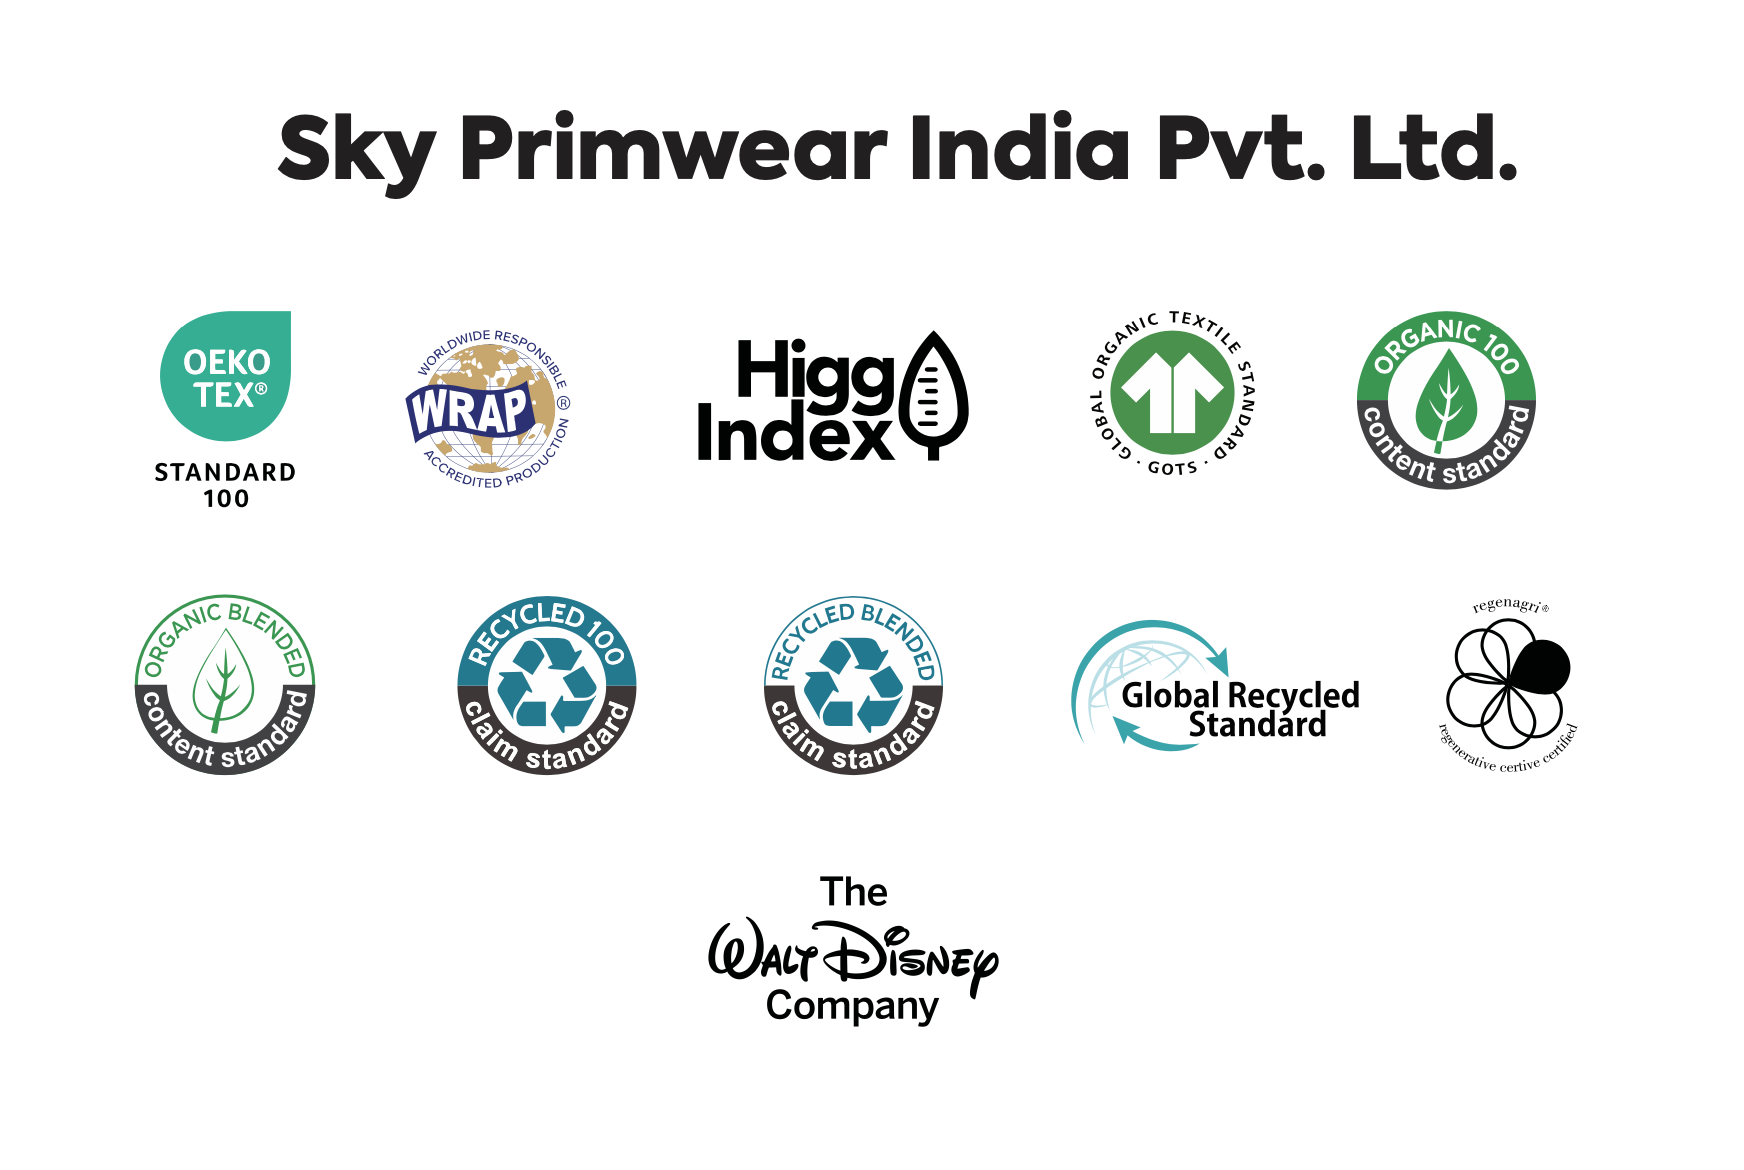 Sky Primwear India Pvt. Ltd.
OEKO
TEX®
STANDARD
100
WORLDWIDE RESPONSIBLE
WRAP
®
ACCREDITED PRODUCTION
Higg
Index
GLOBAL ORGANIC TEXTILE STANDARD · GOTS ·
ORGANIC 100
content standard
ORGANIC BLENDED
content standard
RECYCLED 100
claim standard
RECYCLED BLENDED
claim standard
Global Recycled
Standard
regenagri®
regenerative certive certified
The
WALT DISNEY
Company